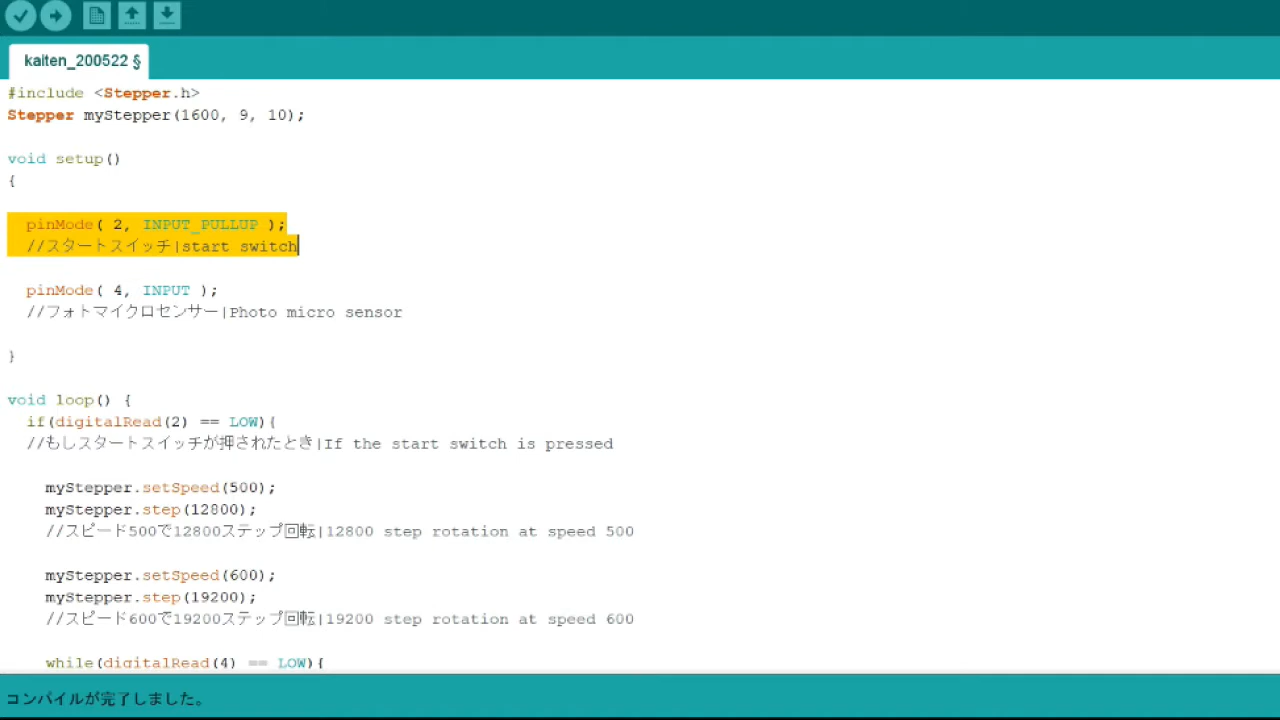 kaiten_200522 §
#include <Stepper.h>
Stepper myStepper(1600, 9, 10);
void setup()
{
pinMode( 2, INPUT_PULLUP );
//スタートスイッチ|start switch
pinMode( 4, INPUT );
//フォトマイクロセンサー|Photo micro sensor
}
void loop() {
if(digitalRead(2) == LOW){
//もしスタートスイッチが押されたとき|If the start switch is pressed
myStepper.setSpeed(500);
myStepper.step(12800);
//スピード500で12800ステップ回転|12800 step rotation at speed 500
myStepper.setSpeed(600);
myStepper.step(19200);
//スピード600で19200ステップ回転|19200 step rotation at speed 600
while(digitalRead(4) == LOW){
コンパイルが完了しました。